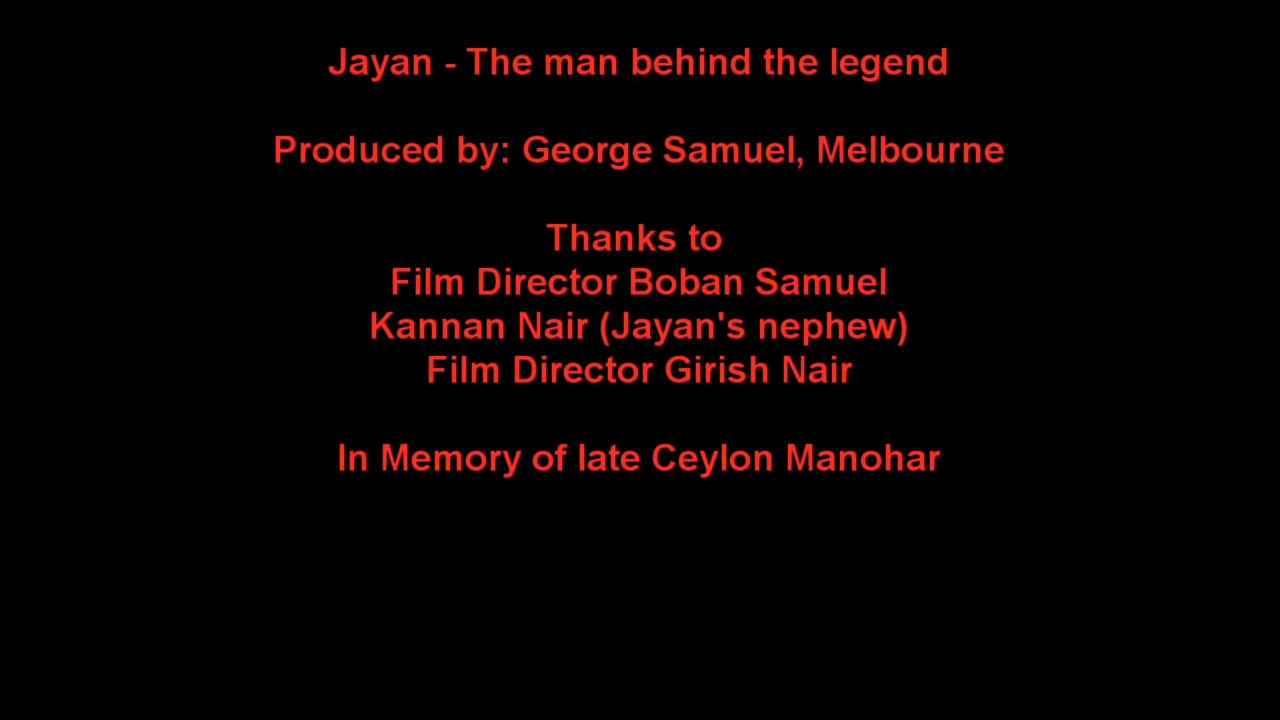 Jayan - The man behind the legend
Produced by: George Samuel, Melbourne
Thanks to
Film Director Boban Samuel
Kannan Nair (Jayan's nephew)
Film Director Girish Nair
In Memory of late Ceylon Manohar